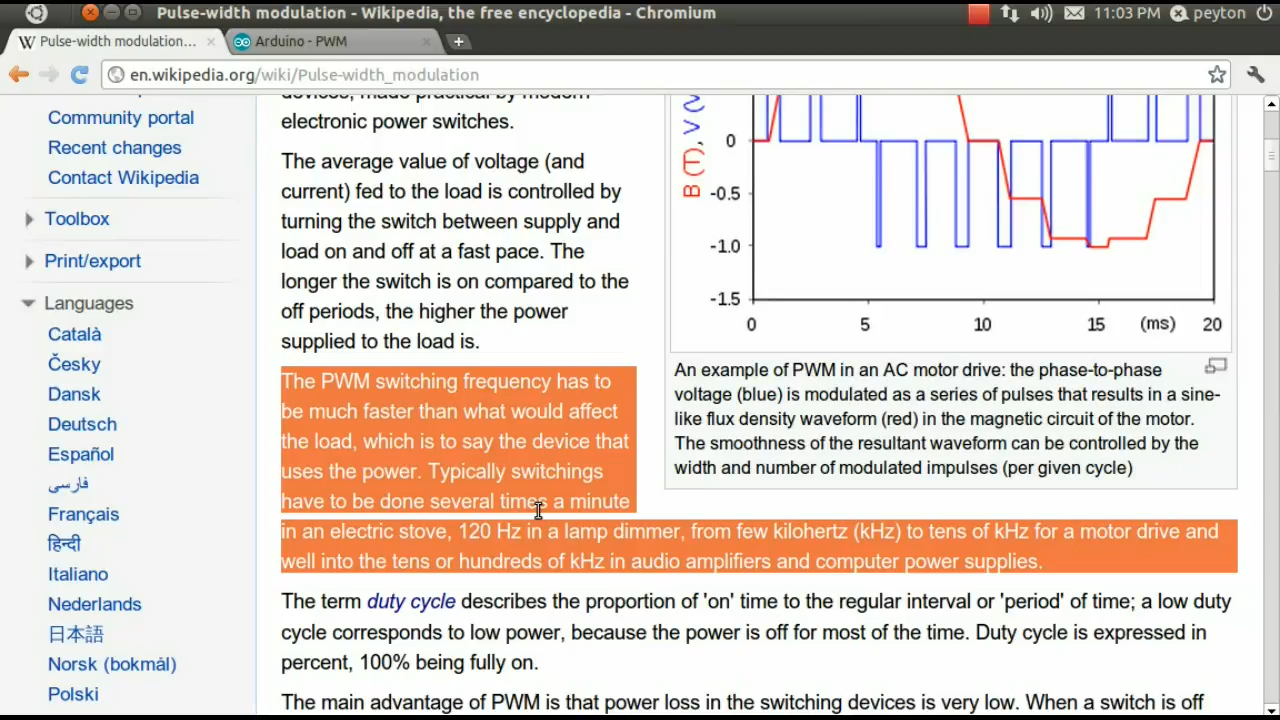 Pulse-width modulation - Wikipedia, the free encyclopedia - Chromium
11:03 PM
peyton
W Pulse-width modulation...
Arduino - PWM
en.wikipedia.org/wiki/Pulse-width_modulation
Community portal
Recent changes
Contact Wikipedia
Toolbox
Print/export
Languages
Català
Česky
Dansk
Deutsch
Español
فارسی
Français
हिन्दी
Italiano
Nederlands
日本語
Norsk (bokmål)
Polski
devices, made practical by modern
electronic power switches.
The average value of voltage (and
current) fed to the load is controlled by
turning the switch between supply and
load on and off at a fast pace. The
longer the switch is on compared to the
off periods, the higher the power
supplied to the load is.
The PWM switching frequency has to
be much faster than what would affect
the load, which is to say the device that
uses the power. Typically switchings
have to be done several times a minute
in an electric stove, 120 Hz in a lamp dimmer, from few kilohertz (kHz) to tens of kHz for a motor drive and
well into the tens or hundreds of kHz in audio amplifiers and computer power supplies.
The term duty cycle describes the proportion of 'on' time to the regular interval or 'period' of time; a low duty
cycle corresponds to low power, because the power is off for most of the time. Duty cycle is expressed in
percent, 100% being fully on.
The main advantage of PWM is that power loss in the switching devices is very low. When a switch is off
B (T), V
0
-0.5
-1.0
-1.5
0 5 10 15 (ms) 20
An example of PWM in an AC motor drive: the phase-to-phase
voltage (blue) is modulated as a series of pulses that results in a sine-
like flux density waveform (red) in the magnetic circuit of the motor.
The smoothness of the resultant waveform can be controlled by the
width and number of modulated impulses (per given cycle)